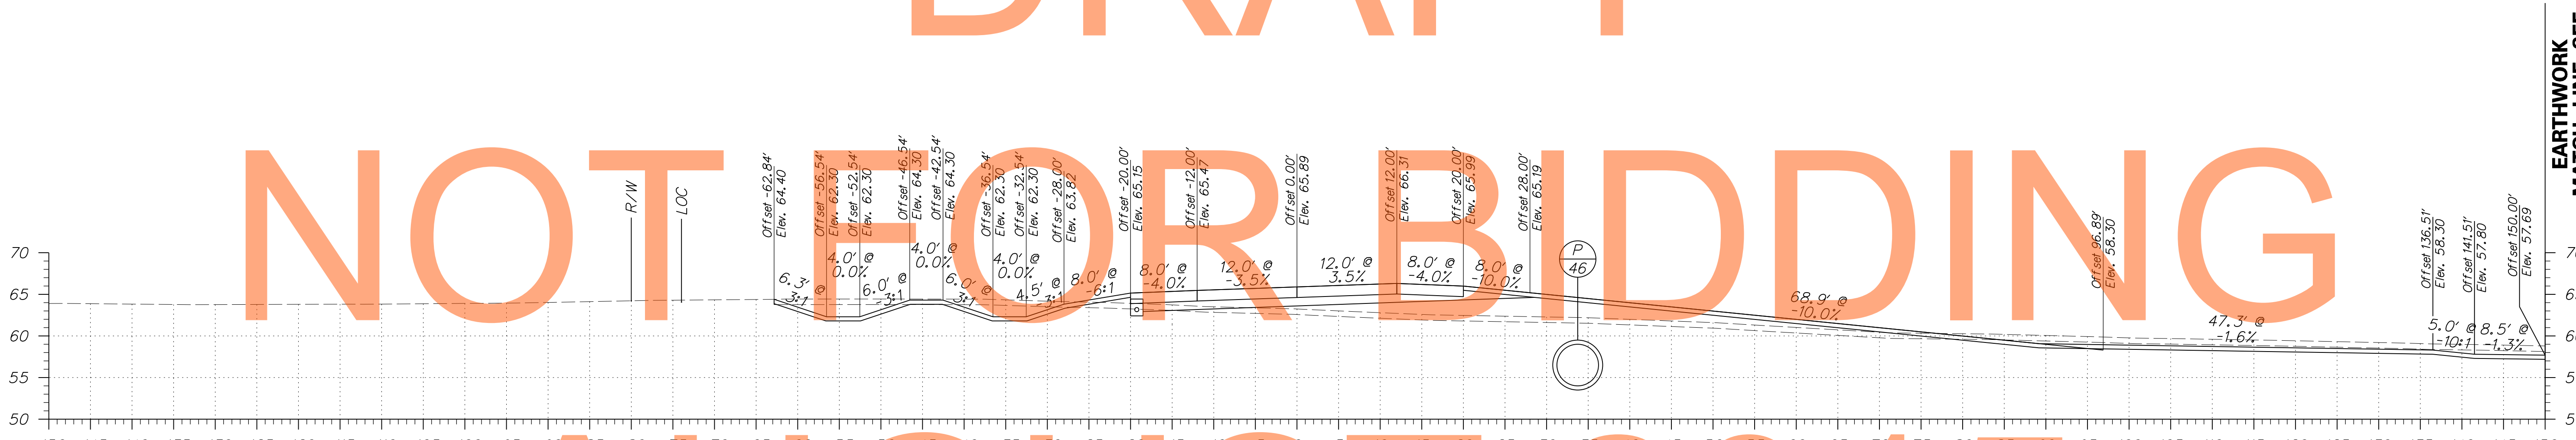 DRAFT
NOT FOR BIDDING
EARTHWORK
R/W
LOC
Offset -62.84'
Elev. 64.40
Offset -56.54'
Elev. 62.30
Offset -52.54'
Elev. 62.30
Offset -46.54'
Elev. 64.30
Offset -42.54'
Elev. 64.30
Offset -36.54'
Elev. 62.30
Offset -32.54'
Elev. 62.30
Offset -28.00'
Elev. 63.82
Offset -20.00'
Elev. 65.15
Offset -12.00'
Elev. 65.47
Offset 0.00'
Elev. 65.89
Offset 12.00'
Elev. 66.31
Offset 20.00'
Elev. 65.99
Offset 28.00'
Elev. 65.19
Offset 96.89'
Elev. 58.30
Offset 136.51'
Elev. 58.30
Offset 141.51'
Elev. 57.80
Offset 150.00'
Elev. 57.69
6.3' @
3:1
4.0' @
0.0%
6.0' @
-3:1
4.0' @
0.0%
6.0' @
3:1
4.0' @
0.0%
4.5' @
-3:1
8.0' @
-6:1
8.0' @
-4.0%
12.0' @
-3.5%
12.0' @
3.5%
8.0' @
-4.0%
8.0' @
-10.0%
P
46
68.9' @
-10.0%
47.3' @
-1.6%
5.0' @
-10:1
8.5' @
-1.3%
70
65
60
55
50